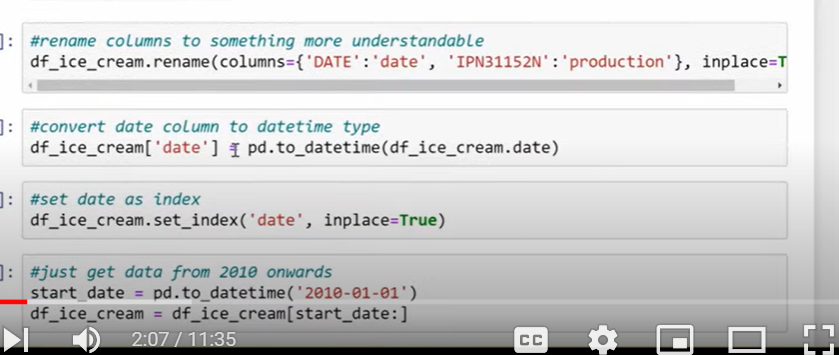 ]: #rename columns to something more understandable
df_ice_cream.rename(columns={'DATE':'date', 'IPN31152N':'production'}, inplace=T
]: #convert date column to datetime type
df_ice_cream['date'] = pd.to_datetime(df_ice_cream.date)
]: #set date as index
df_ice_cream.set_index('date', inplace=True)
]: #just get data from 2010 onwards
start_date = pd.to_datetime('2010-01-01')
df_ice_cream = df_ice_cream[start_date:]
2:07 / 11:35 CC